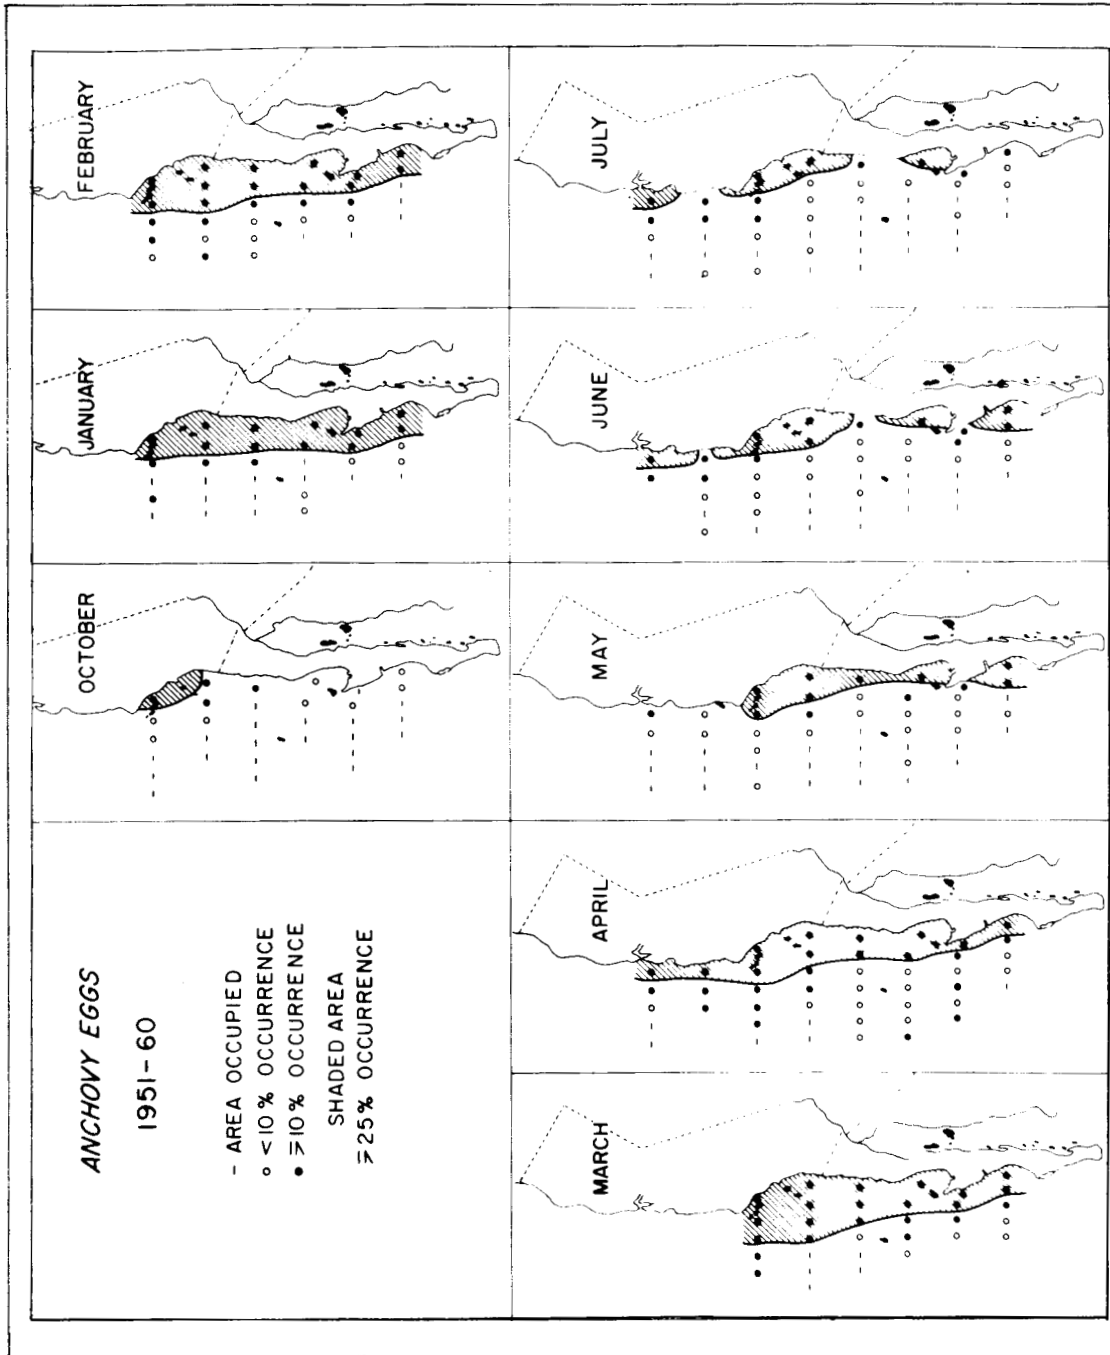 ANCHOVY EGGS
1951-60
- AREA OCCUPIED
○ <10% OCCURRENCE
● ⩾10% OCCURRENCE
SHADED AREA
⩾25% OCCURRENCE
OCTOBER
JANUARY
FEBRUARY
MARCH
APRIL
MAY
JUNE
JULY